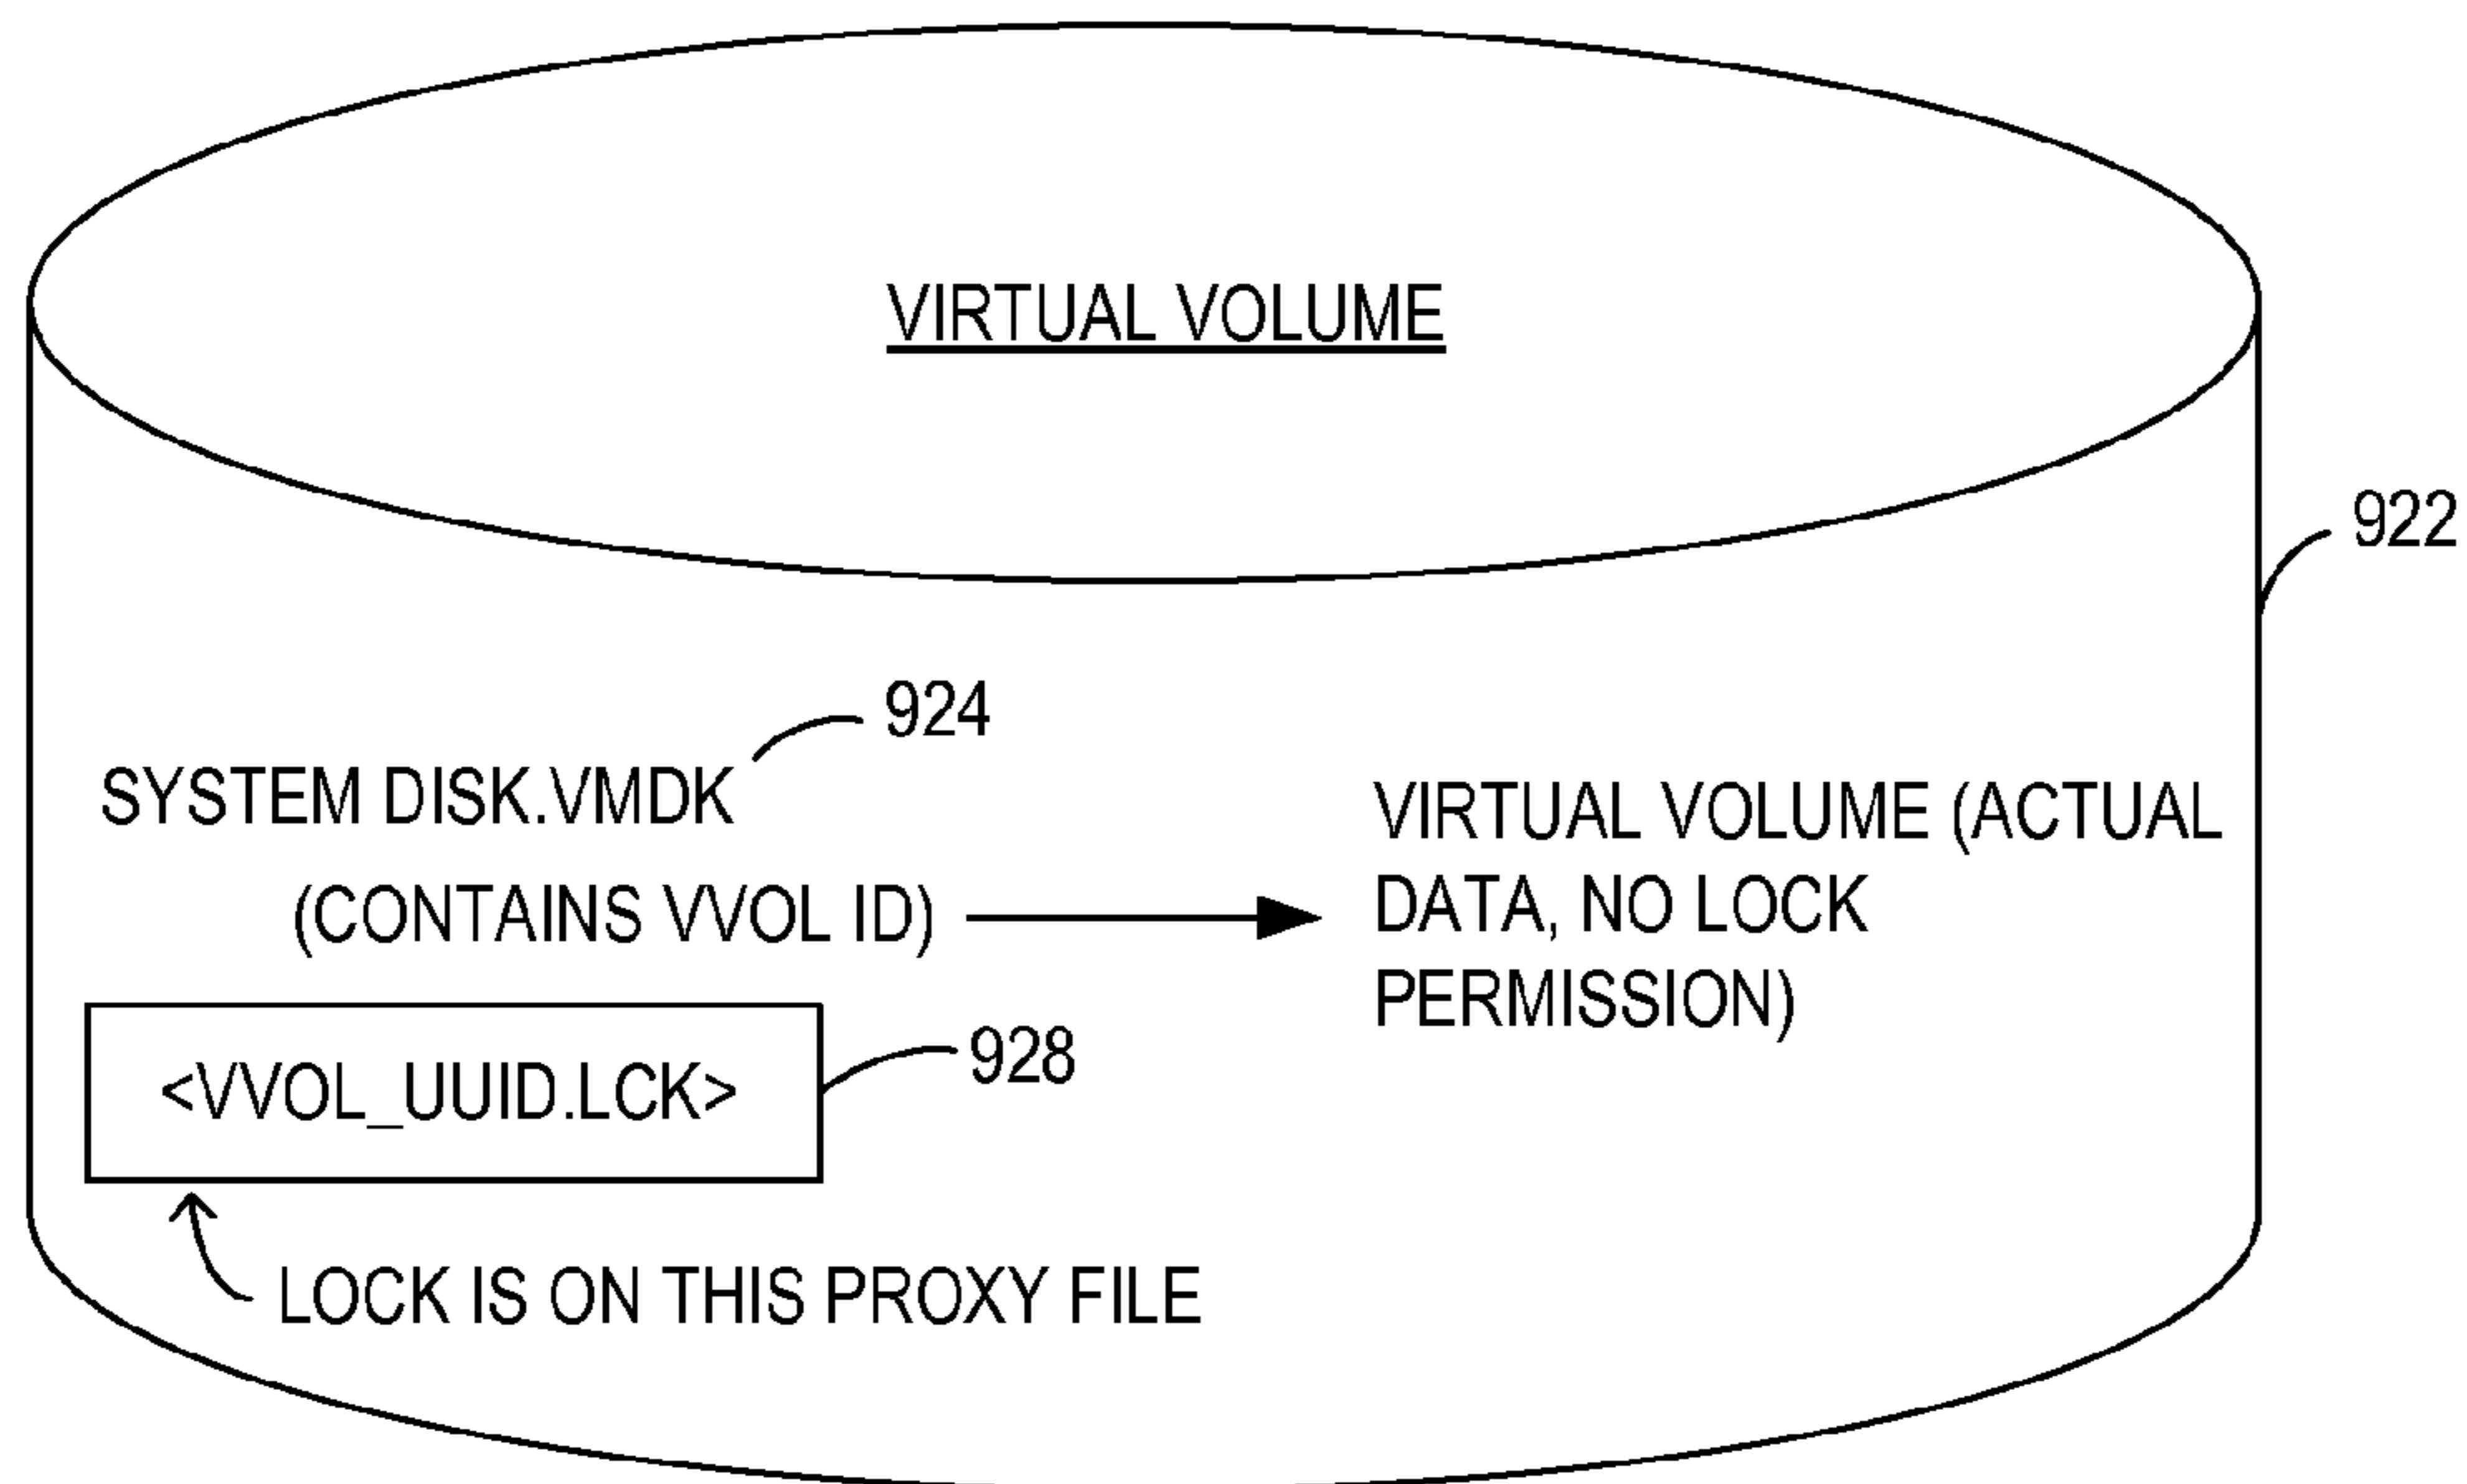 VIRTUAL VOLUME
922
924
SYSTEM DISK.VMDK
(CONTAINS VVOL ID)
VIRTUAL VOLUME (ACTUAL
DATA, NO LOCK
PERMISSION)
928
<VVOL_UUID.LCK>
LOCK IS ON THIS PROXY FILE